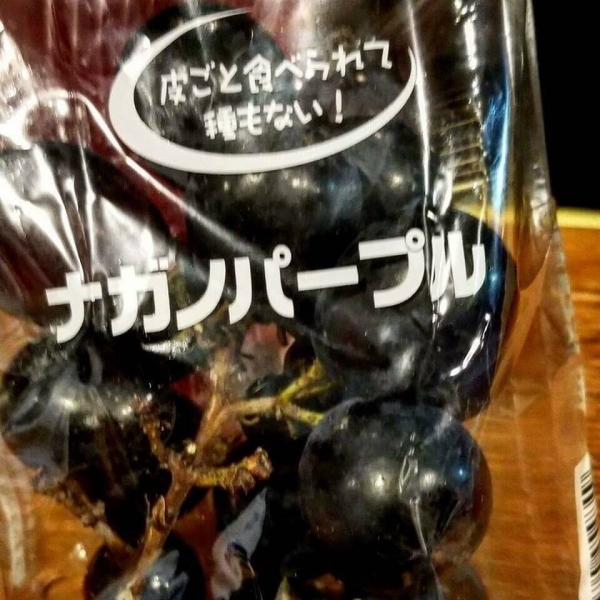 皮ごと食べられて
種もない！
ナガノパープル